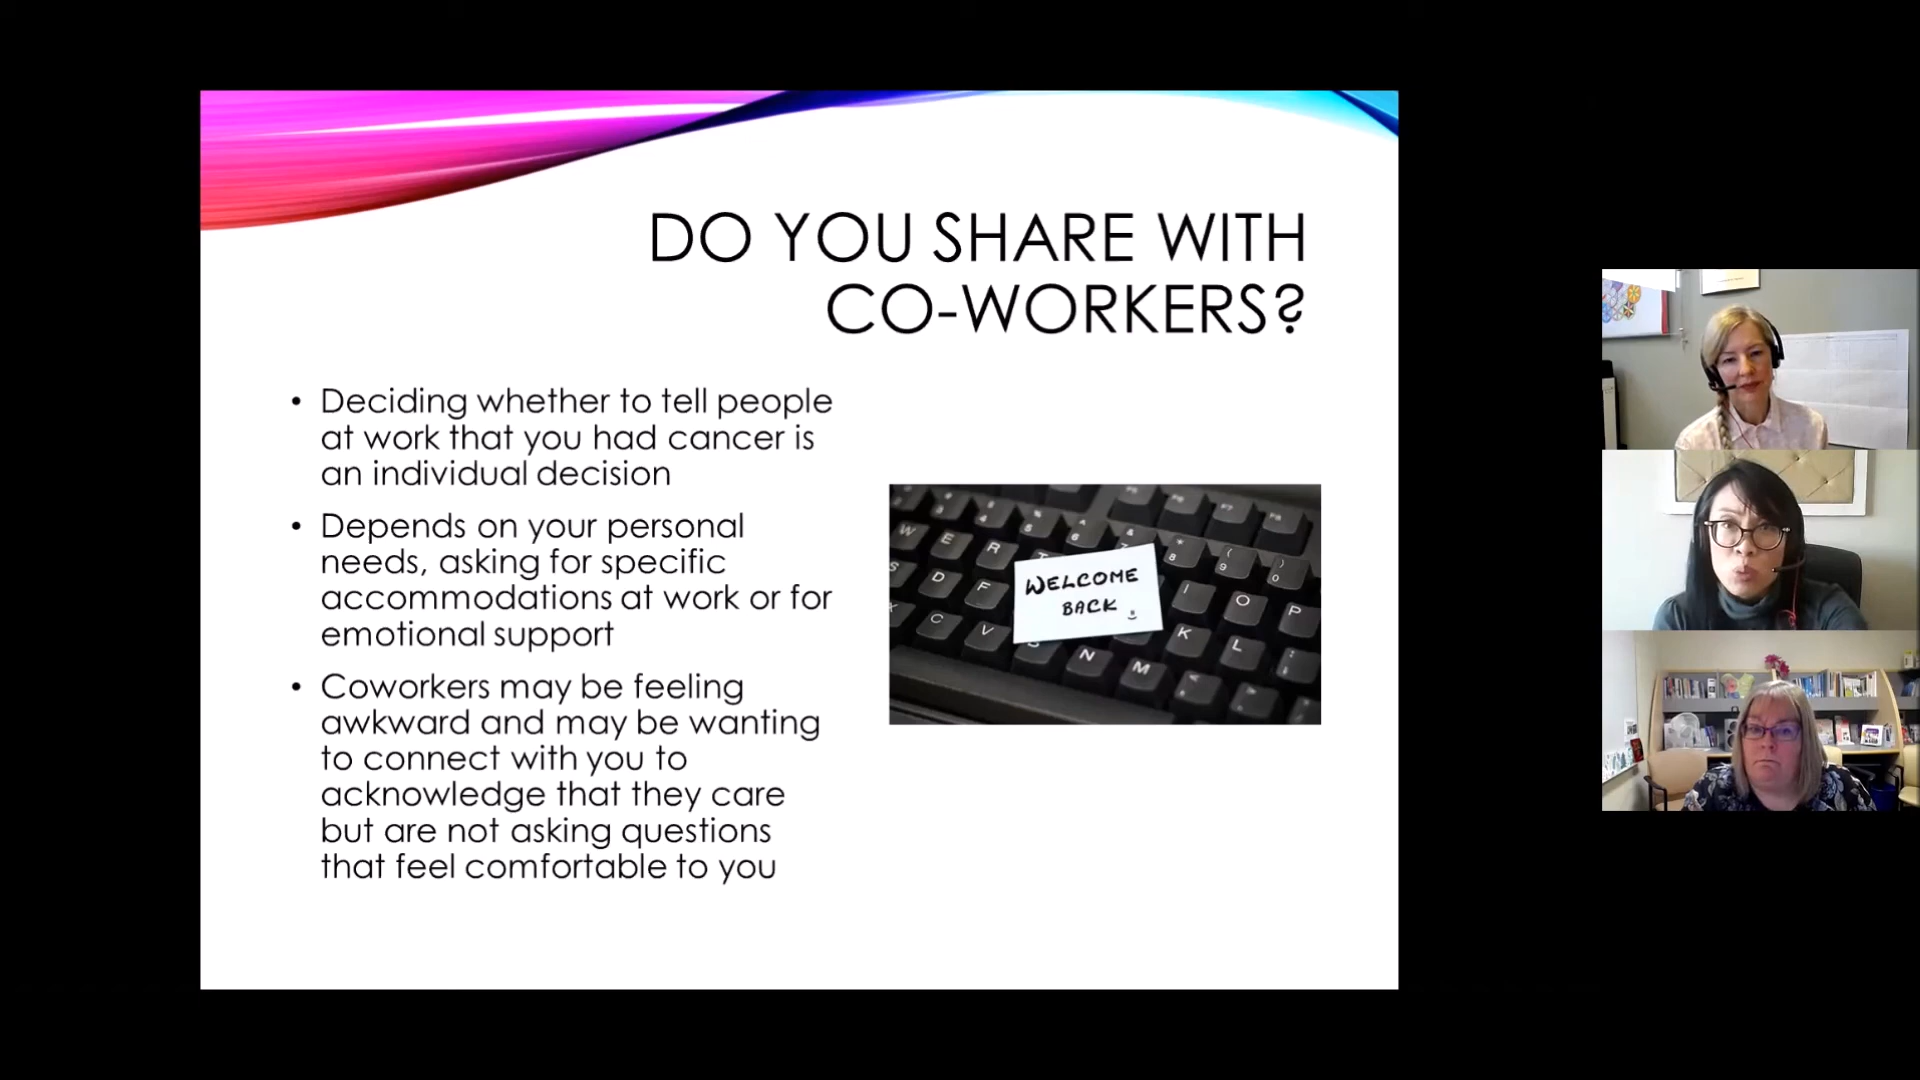 DO YOU SHARE WITH
CO-WORKERS?
• Deciding whether to tell people
at work that you had cancer is
an individual decision
• Depends on your personal
needs, asking for specific
accommodations at work or for
emotional support
• Coworkers may be feeling
awkward and may be wanting
to connect with you to
acknowledge that they care
but are not asking questions
that feel comfortable to you
WELCOME
BACK